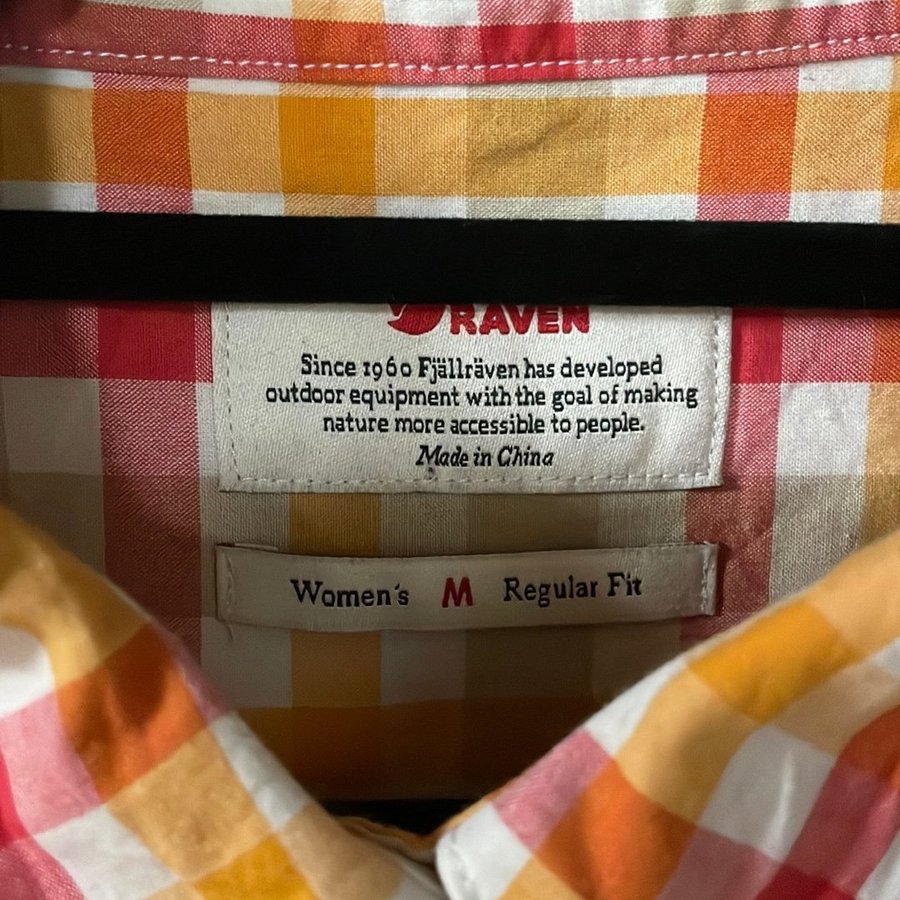 RAVEN
Since 1960 Fjällräven has developed
outdoor equipment with the goal of making
nature more accessible to people.
Made in China
Women's M Regular Fit